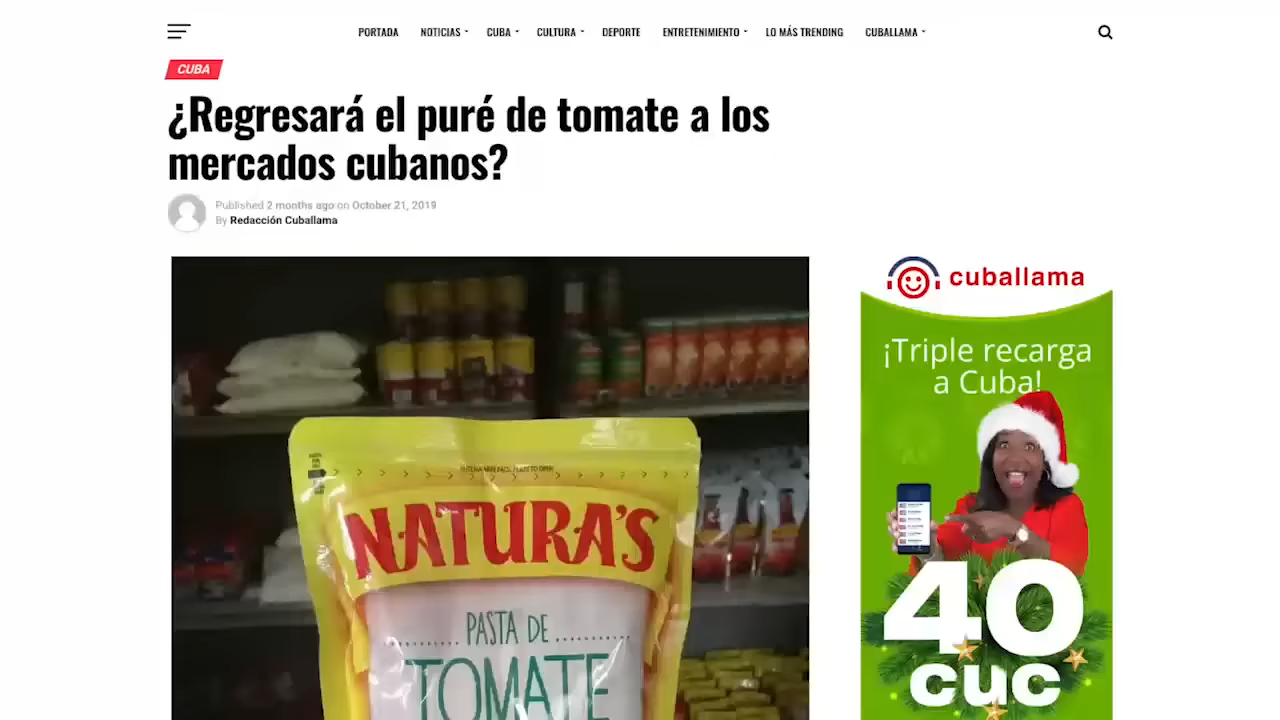 PORTADA NOTICIAS CUBA CULTURA DEPORTE ENTRETENIMIENTO LO MÁS TRENDING CUBALLAMA
CUBA
¿Regresará el puré de tomate a los
mercados cubanos?
Published 2 months ago on October 21, 2019
By Redacción Cuballama
NATURA'S
PASTA DE
TOMATE
cuballama
¡Triple recarga
a Cuba!
40
CUC